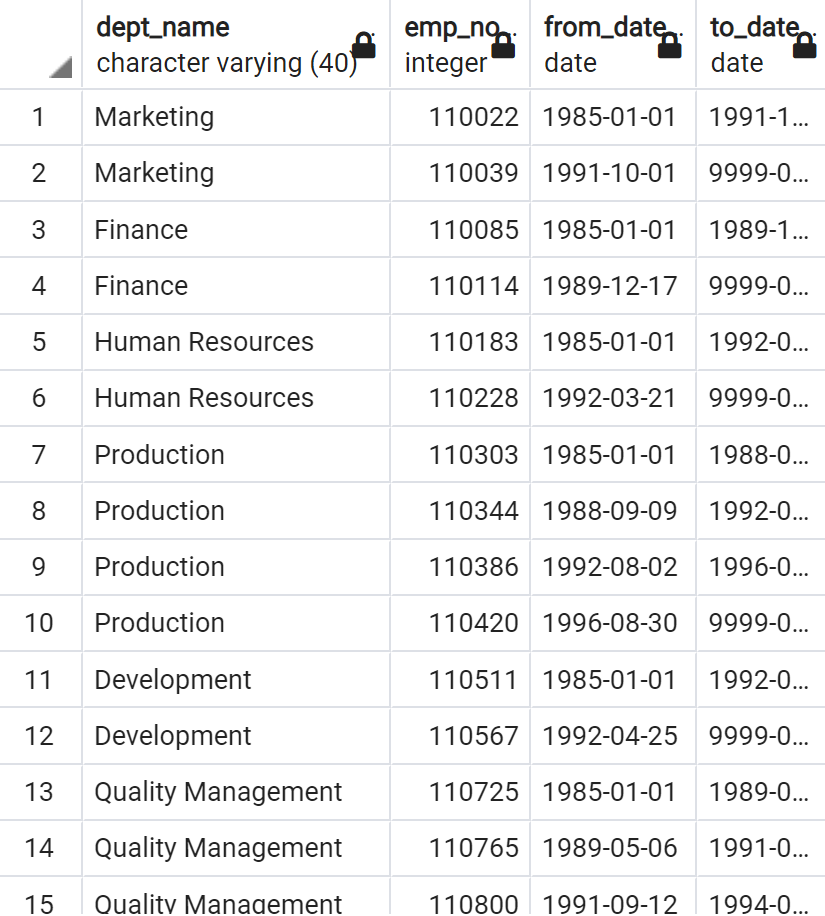 dept_name emp_no.. from_date.. to_date..
character varying (40) integer date date
1 Marketing 110022 1985-01-01 1991-1...
2 Marketing 110039 1991-10-01 9999-0...
3 Finance 110085 1985-01-01 1989-1...
4 Finance 110114 1989-12-17 9999-0...
5 Human Resources 110183 1985-01-01 1992-0...
6 Human Resources 110228 1992-03-21 9999-0...
7 Production 110303 1985-01-01 1988-0...
8 Production 110344 1988-09-09 1992-0...
9 Production 110386 1992-08-02 1996-0...
10 Production 110420 1996-08-30 9999-0...
11 Development 110511 1985-01-01 1992-0...
12 Development 110567 1992-04-25 9999-0...
13 Quality Management 110725 1985-01-01 1989-0...
14 Quality Management 110765 1989-05-06 1991-0...
15 Quality Management 110800 1991-09-12 1994-0...